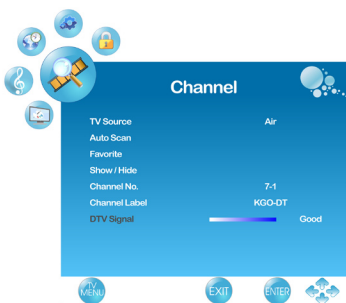 Channel
TV Source Air
Auto Scan
Favorite
Show / Hide
Channel No. 7-1
Channel Label KGO-DT
DTV Signal Good
TV MENU EXIT ENTER